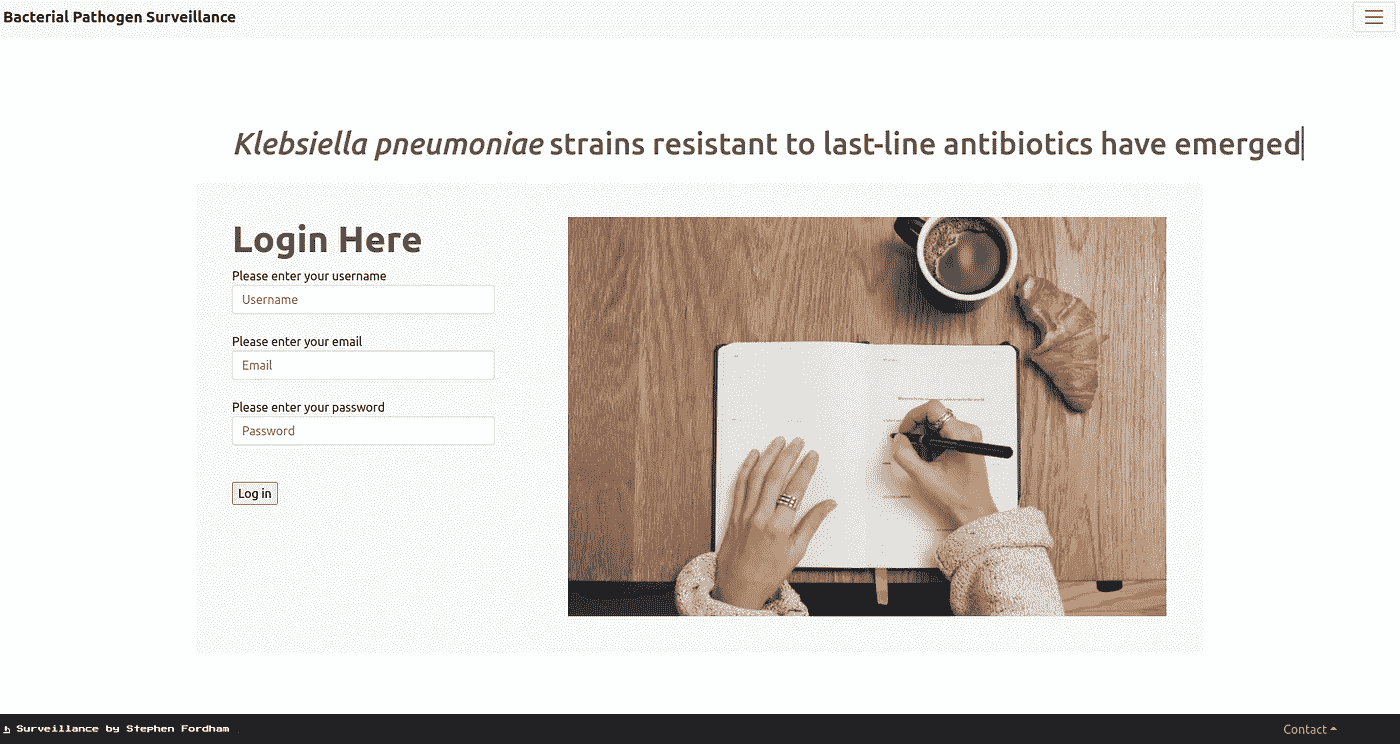 Bacterial Pathogen Surveillance
Klebsiella pneumoniae strains resistant to last-line antibiotics have emerged
Login Here
Please enter your username
Username
Please enter your email
Email
Please enter your password
Password
Log in
Surveillance by Stephen Fordham
Contact